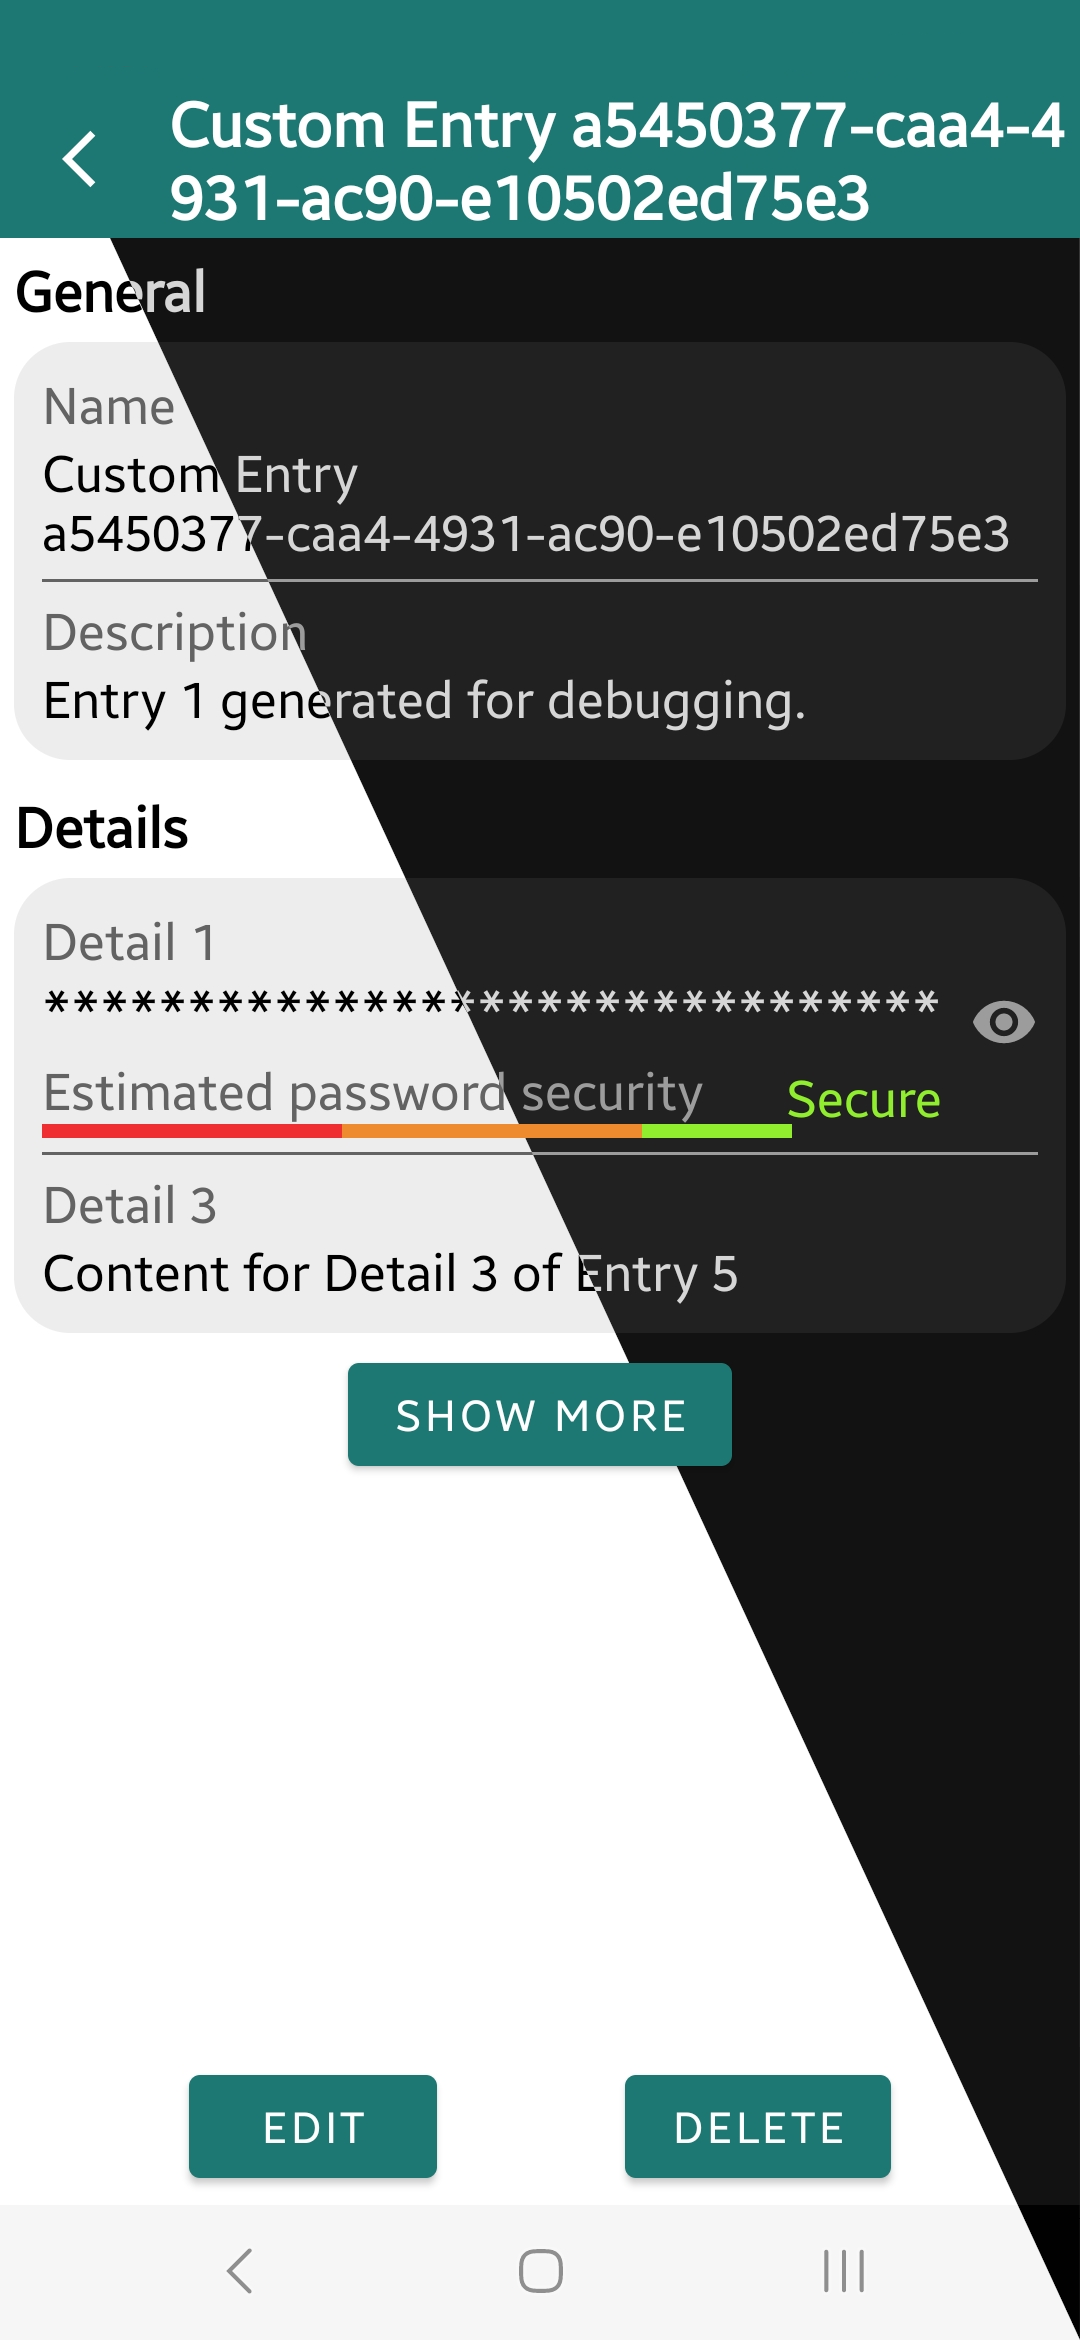 Custom Entry a5450377-caa4-4
931-ac90-e10502ed75e3
General
Name
Custom Entry
a5450377-caa4-4931-ac90-e10502ed75e3
Description
Entry 1 generated for debugging.
Details
Detail 1
*******************************
Estimated password security Secure
Detail 3
Content for Detail 3 of Entry 5
SHOW MORE
EDIT DELETE